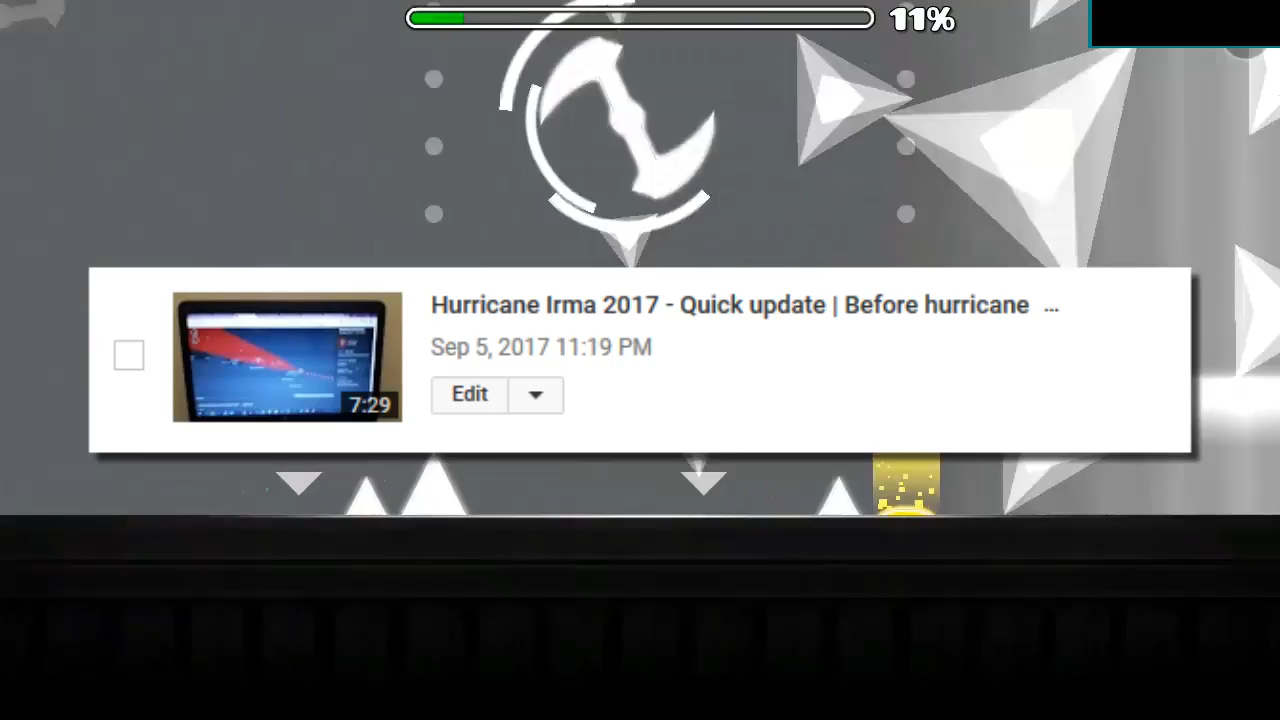 11%
Hurricane Irma 2017 - Quick update | Before hurricane ...
Sep 5, 2017 11:19 PM
7:29
Edit